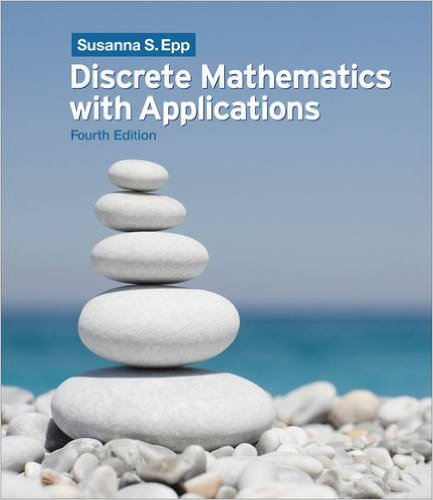 Susanna S. Epp
Discrete Mathematics
with Applications
Fourth Edition